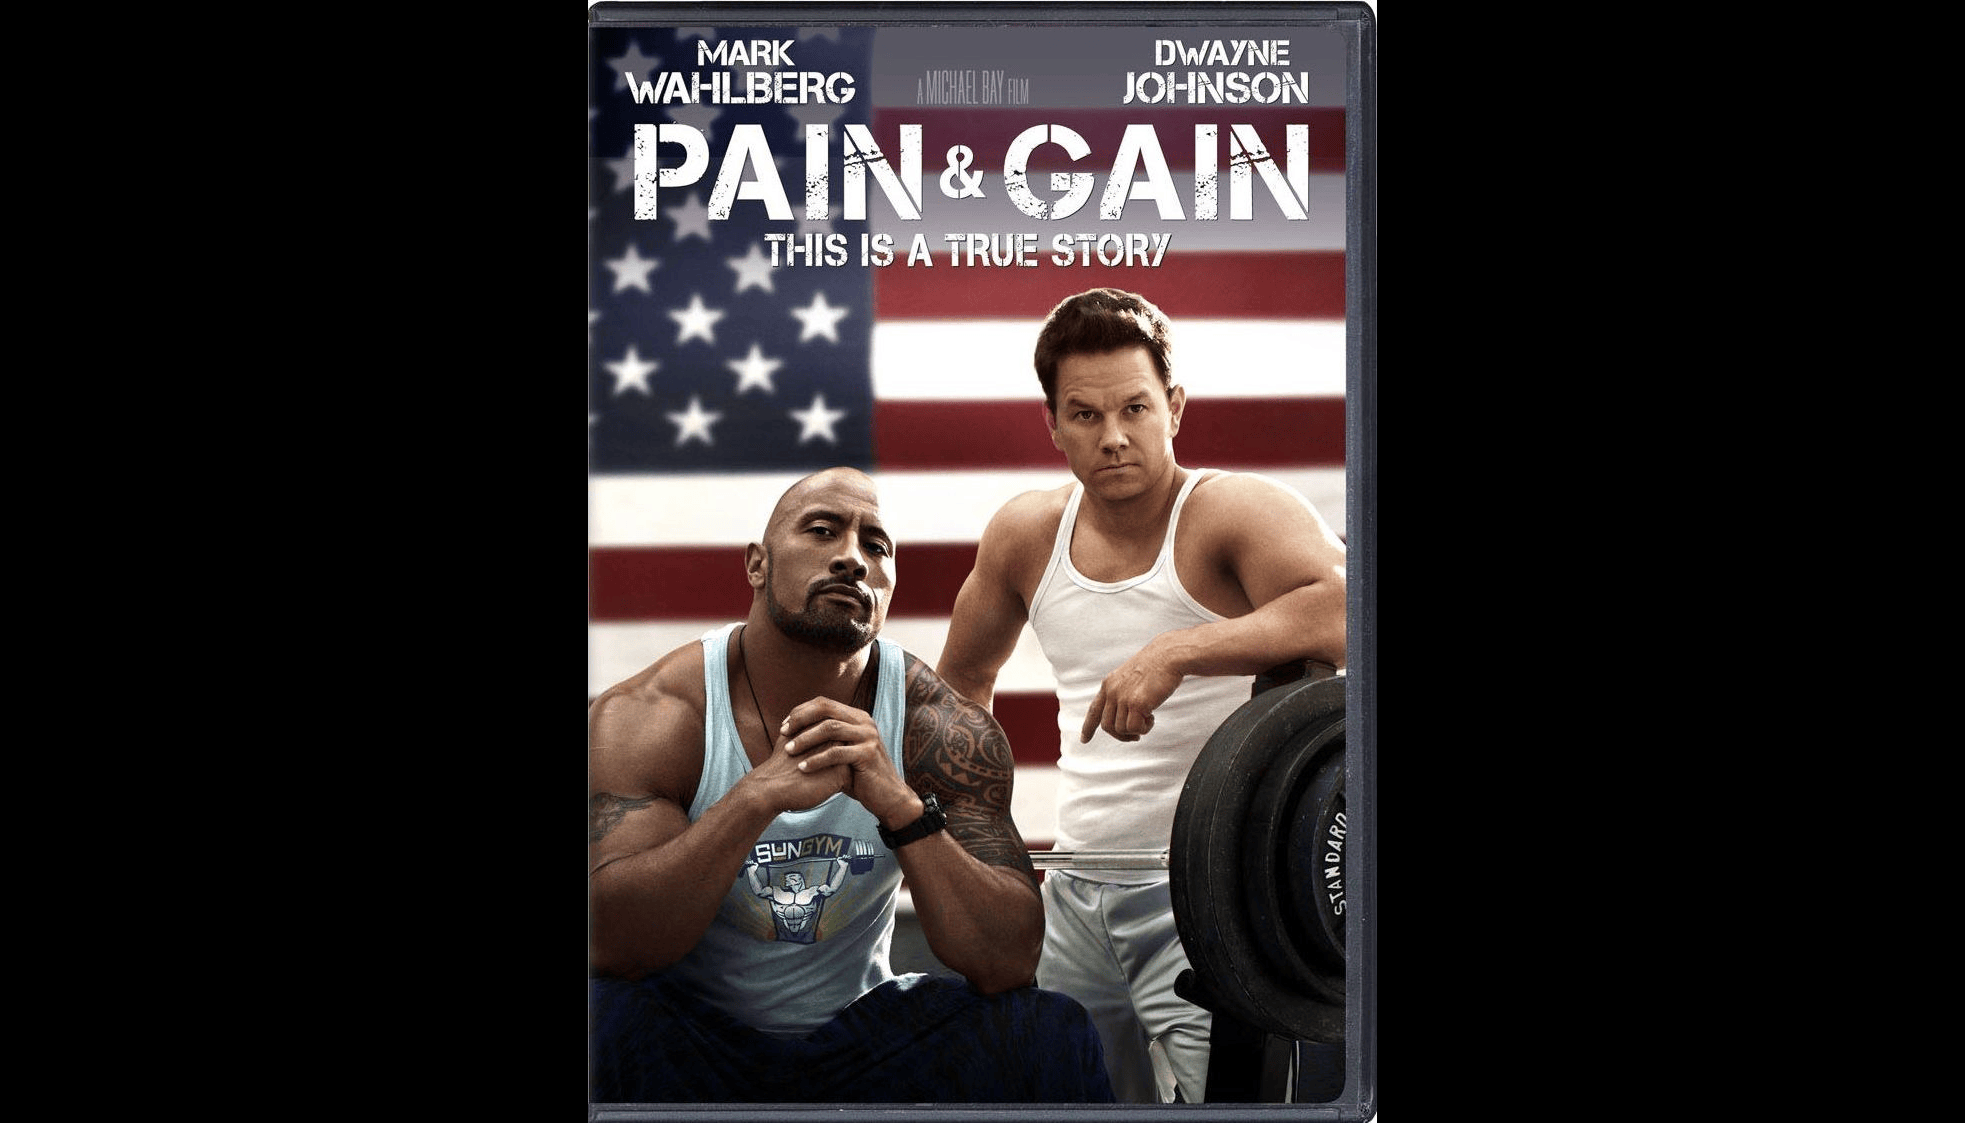 MARK
WAHLBERG
A MICHAEL BAY FILM
DWAYNE
JOHNSON
PAIN & GAIN
THIS IS A TRUE STORY
SUNGYM
STANDARD